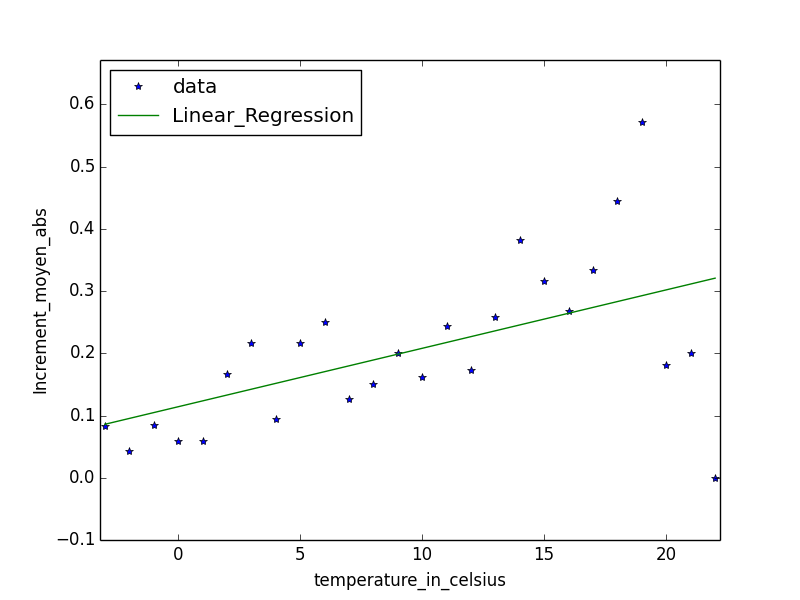 data
Linear_Regression
0.6
0.5
0.4
0.3
0.2
0.1
0.0
−0.1
Increment_moyen_abs
0 5 10 15 20
temperature_in_celsius